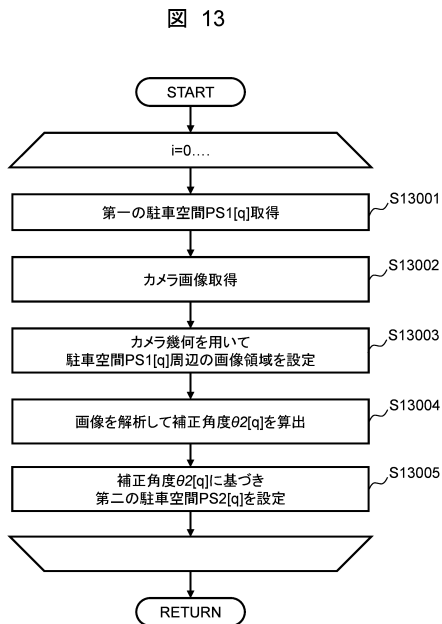 図 13
START
i=0....
第一の駐車空間PS1[q]取得
S13001
カメラ画像取得
S13002
カメラ幾何を用いて
駐車空間PS1[q]周辺の画像領域を設定
S13003
画像を解析して補正角度θ2[q]を算出
S13004
補正角度θ2[q]に基づき
第二の駐車空間PS2[q]を設定
S13005
RETURN